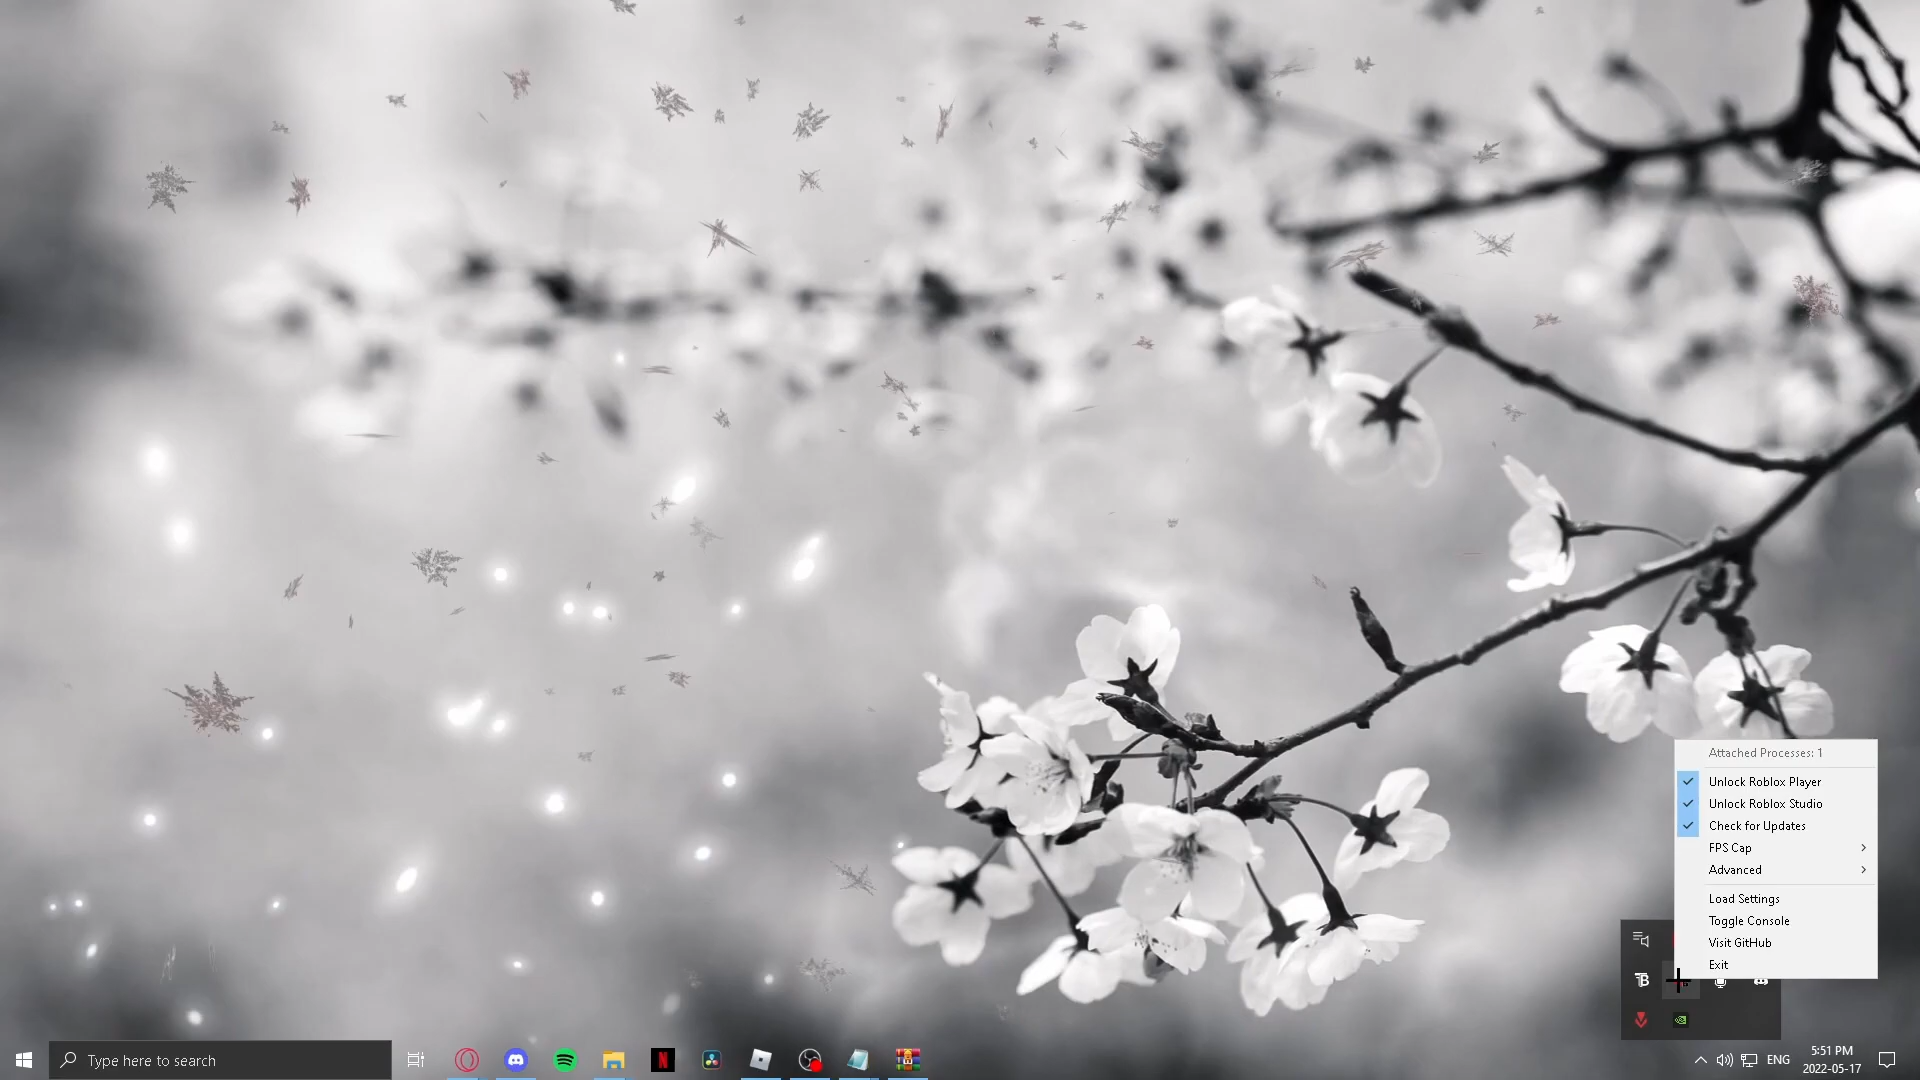 Attached Processes: 1
Unlock Roblox Player
Unlock Roblox Studio
Check for Updates
FPS Cap
Advanced
Load Settings
Toggle Console
Visit GitHub
Exit
Type here to search
ENG
5:51 PM
2022-05-17